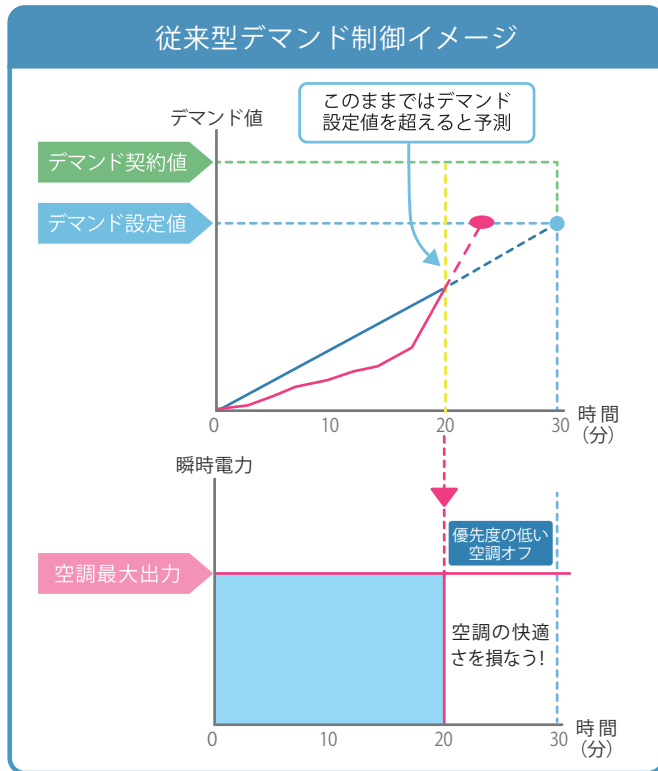 従来型デマンド制御イメージ
このままではデマンド
設定値を超えると予測
デマンド値
デマンド契約値
デマンド設定値
0
10
20
30
時間
(分)
瞬時電力
優先度の低い
空調オフ
空調最大出力
空調の快適
さを損なう!
0
10
20
30
時間
(分)